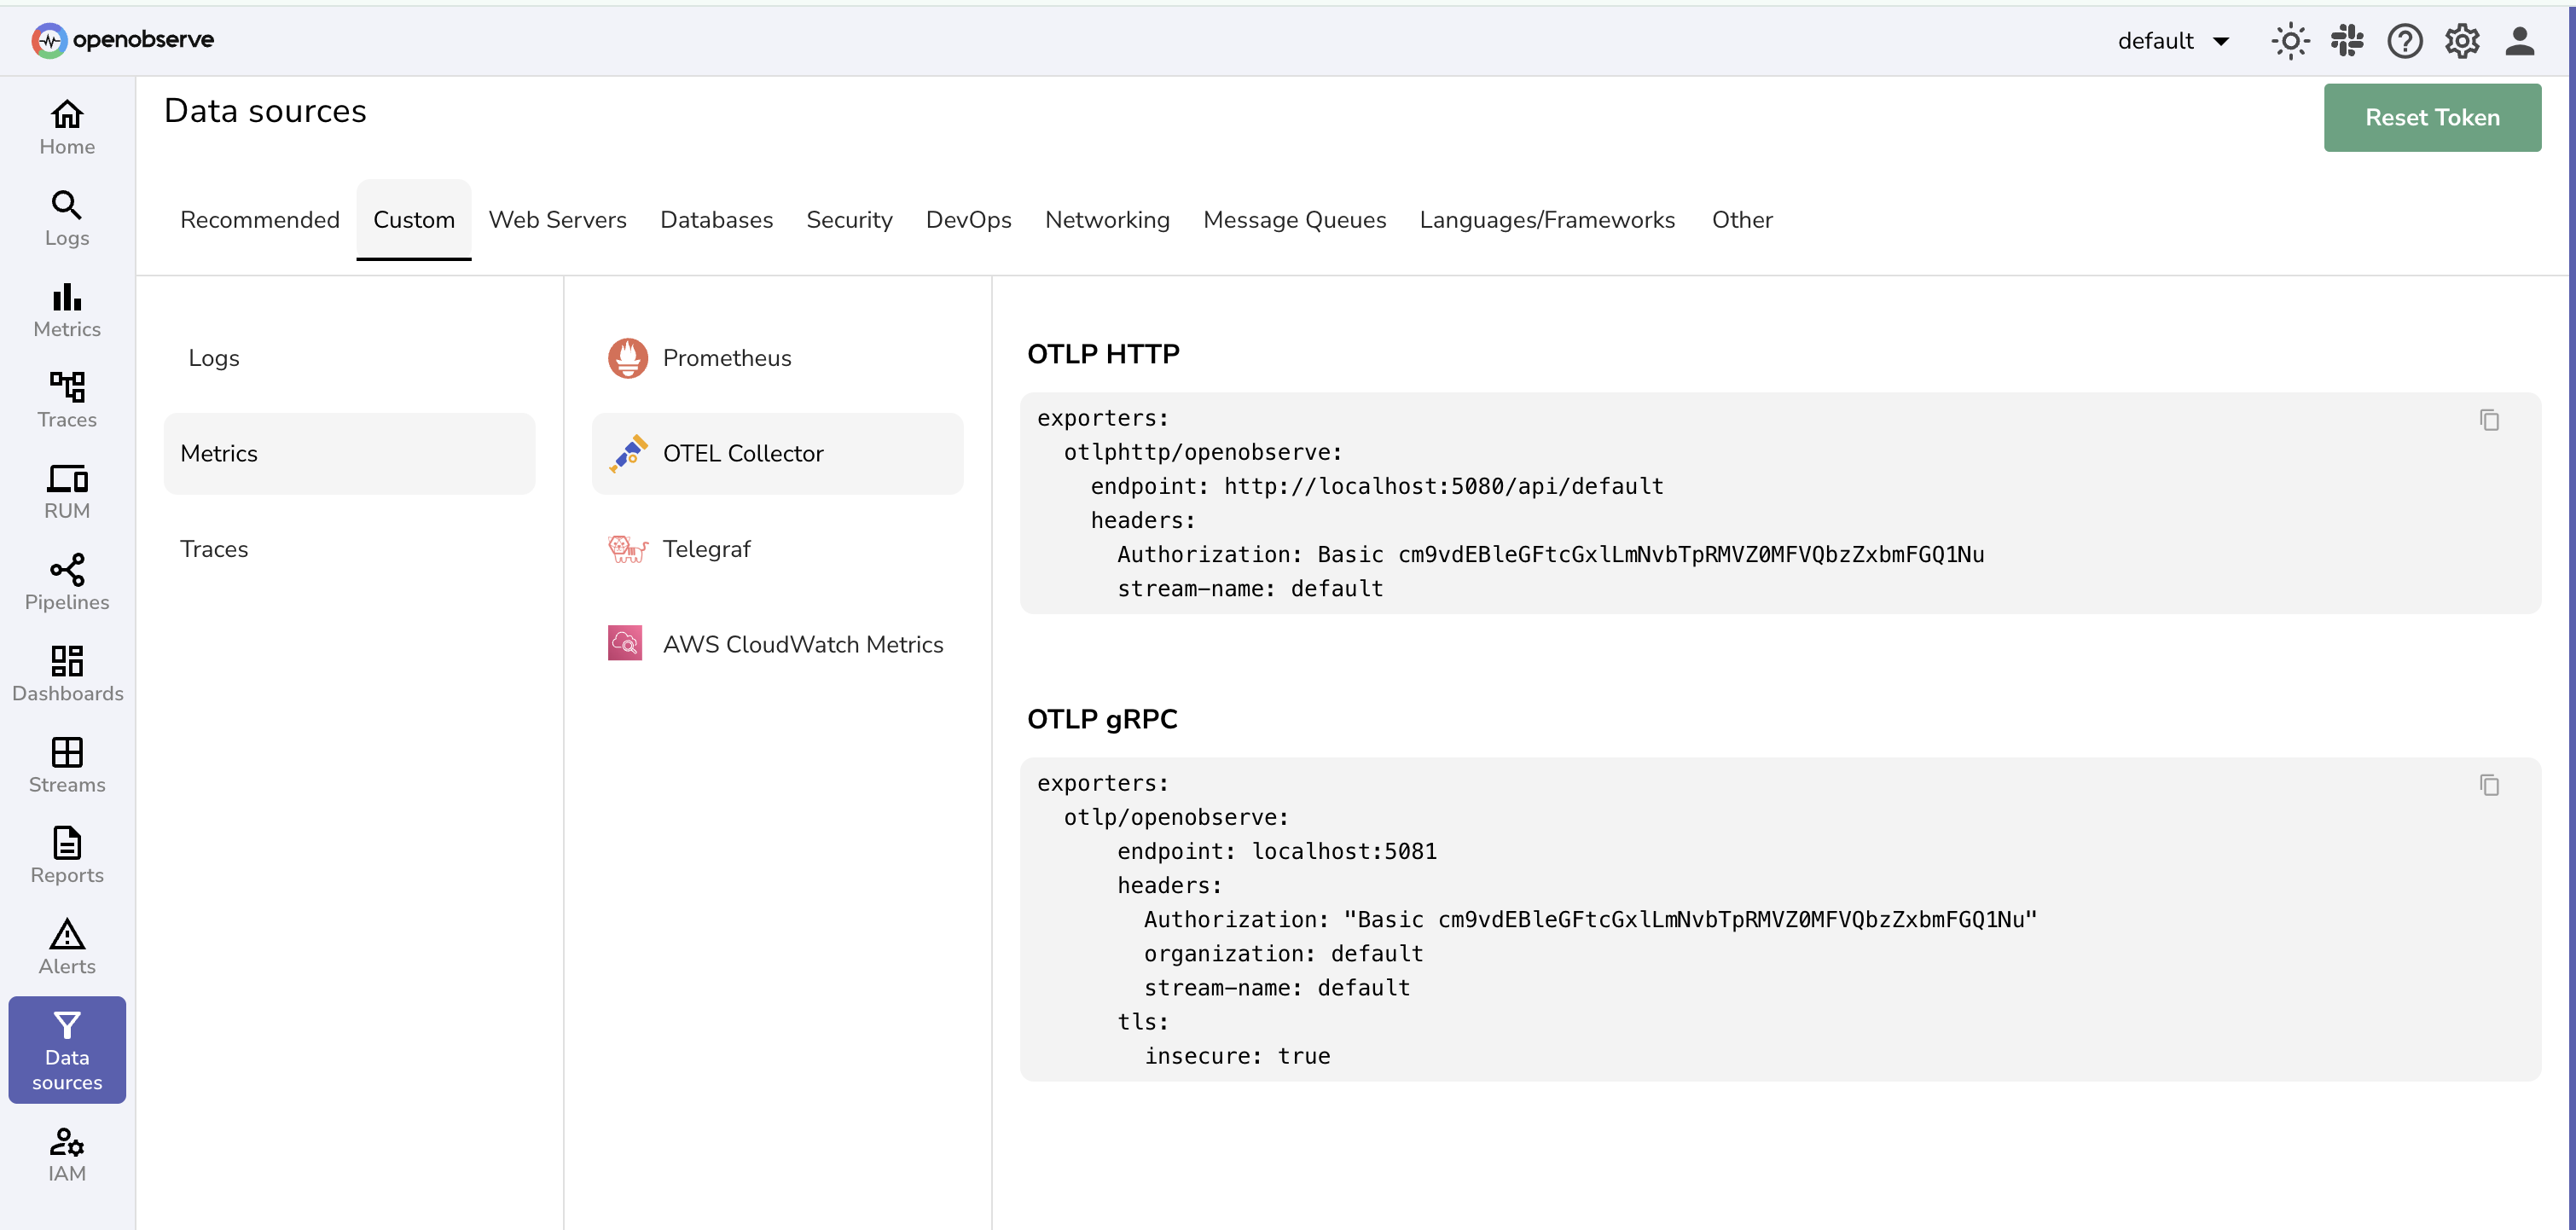 openobserve
default
Home
Logs
Metrics
Traces
RUM
Pipelines
Dashboards
Streams
Reports
Alerts
Data
sources
IAM
Data sources
Reset Token
Recommended Custom Web Servers Databases Security DevOps Networking Message Queues Languages/Frameworks Other
Logs
Metrics
Traces
Prometheus
OTEL Collector
Telegraf
AWS CloudWatch Metrics
OTLP HTTP
exporters:
  otlphttp/openobserve:
    endpoint: http://localhost:5080/api/default
    headers:
      Authorization: Basic cm9vdEBleGFtcGxlLmNvbTpRMVZ0MFVQbzZxbmFGQ1Nu
      stream-name: default
OTLP gRPC
exporters:
  otlp/openobserve:
      endpoint: localhost:5081
      headers:
        Authorization: "Basic cm9vdEBleGFtcGxlLmNvbTpRMVZ0MFVQbzZxbmFGQ1Nu"
        organization: default
        stream-name: default
      tls:
        insecure: true